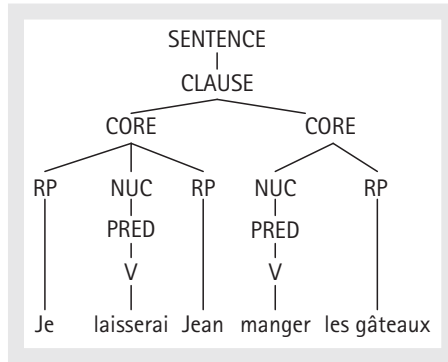 SENTENCE
CLAUSE
CORE CORE
RP NUC RP NUC RP
PRED PRED
V V
Je laisserai Jean manger les gâteaux